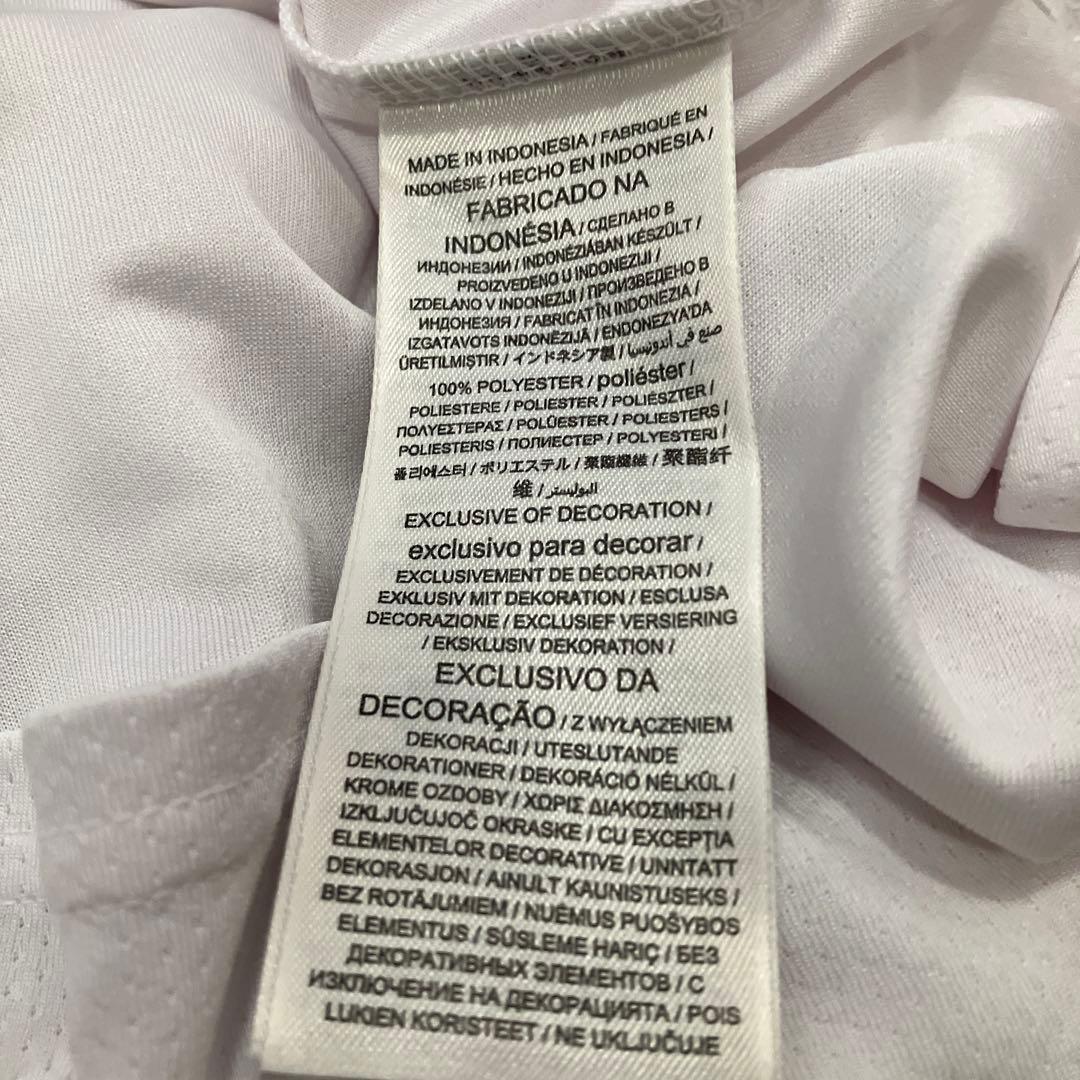 MADE IN INDONESIA / FABRIQUÉ EN
INDONÉSIE / HECHO EN INDONESIA /
FABRICADO NA
INDONÉSIA / СДЕЛАНО В
ИНДОНЕЗИИ / INDONÉZIÁBAN KÉSZÜLT /
PROIZVEDENO U INDONEZIJI /
IZDELANO V INDONEZIJI / ПРОИЗВЕДЕНО В
ИНДОНЕЗИЯ / FABRICAT ÎN INDONEZIA /
IZGATAVOTS INDONĒZIJĀ / ENDONEZYA'DA
ÜRETILMIŞTIR / インドネシア製 / صنع في أندونيسيا
100% POLYESTER / poliéster /
POLIESTERE / POLIESTER / POLIÉSZTER /
ΠΟΛΥΕΣΤΕΡΑΣ / POLÜESTER / POLIESTERS /
POLIESTERIS / ПОЛИЕСТЕР / POLYESTERI /
폴리에스터 / ポリエステル / 聚酯纖維 / 聚酯纤
维 / البوليستر
EXCLUSIVE OF DECORATION /
exclusivo para decorar /
EXCLUSIVEMENT DE DÉCORATION /
EXKLUSIV MIT DEKORATION / ESCLUSA
DECORAZIONE / EXCLUSIEF VERSIERING
/ EKSKLUSIV DEKORATION /
EXCLUSIVO DA
DECORAÇÃO / Z WYŁĄCZENIEM
DEKORACJI / UTESLUTANDE
DEKORATIONER / DEKORÁCIÓ NÉLKÜL /
KROME OZDOBY / ΧΩΡΙΣ ΔΙΑΚΟΣΜΗΣΗ /
IZKLJUČUJOČ OKRASKE / CU EXCEPŢIA
ELEMENTELOR DECORATIVE / UNNTATT
DEKORASJON / AINULT KAUNISTUSEKS /
BEZ ROTĀJUMIEM / NUĖMUS PUOŠYBOS
ELEMENTUS / SÜSLEME HARIÇ / БЕЗ
ДЕКОРАТИВНЫХ ЭЛЕМЕНТОВ / С
ИЗКЛЮЧЕНИЕ НА ДЕКОРАЦИЯТА / POIS
LUKIEN KORISTEET / NE UKLJUČUJE